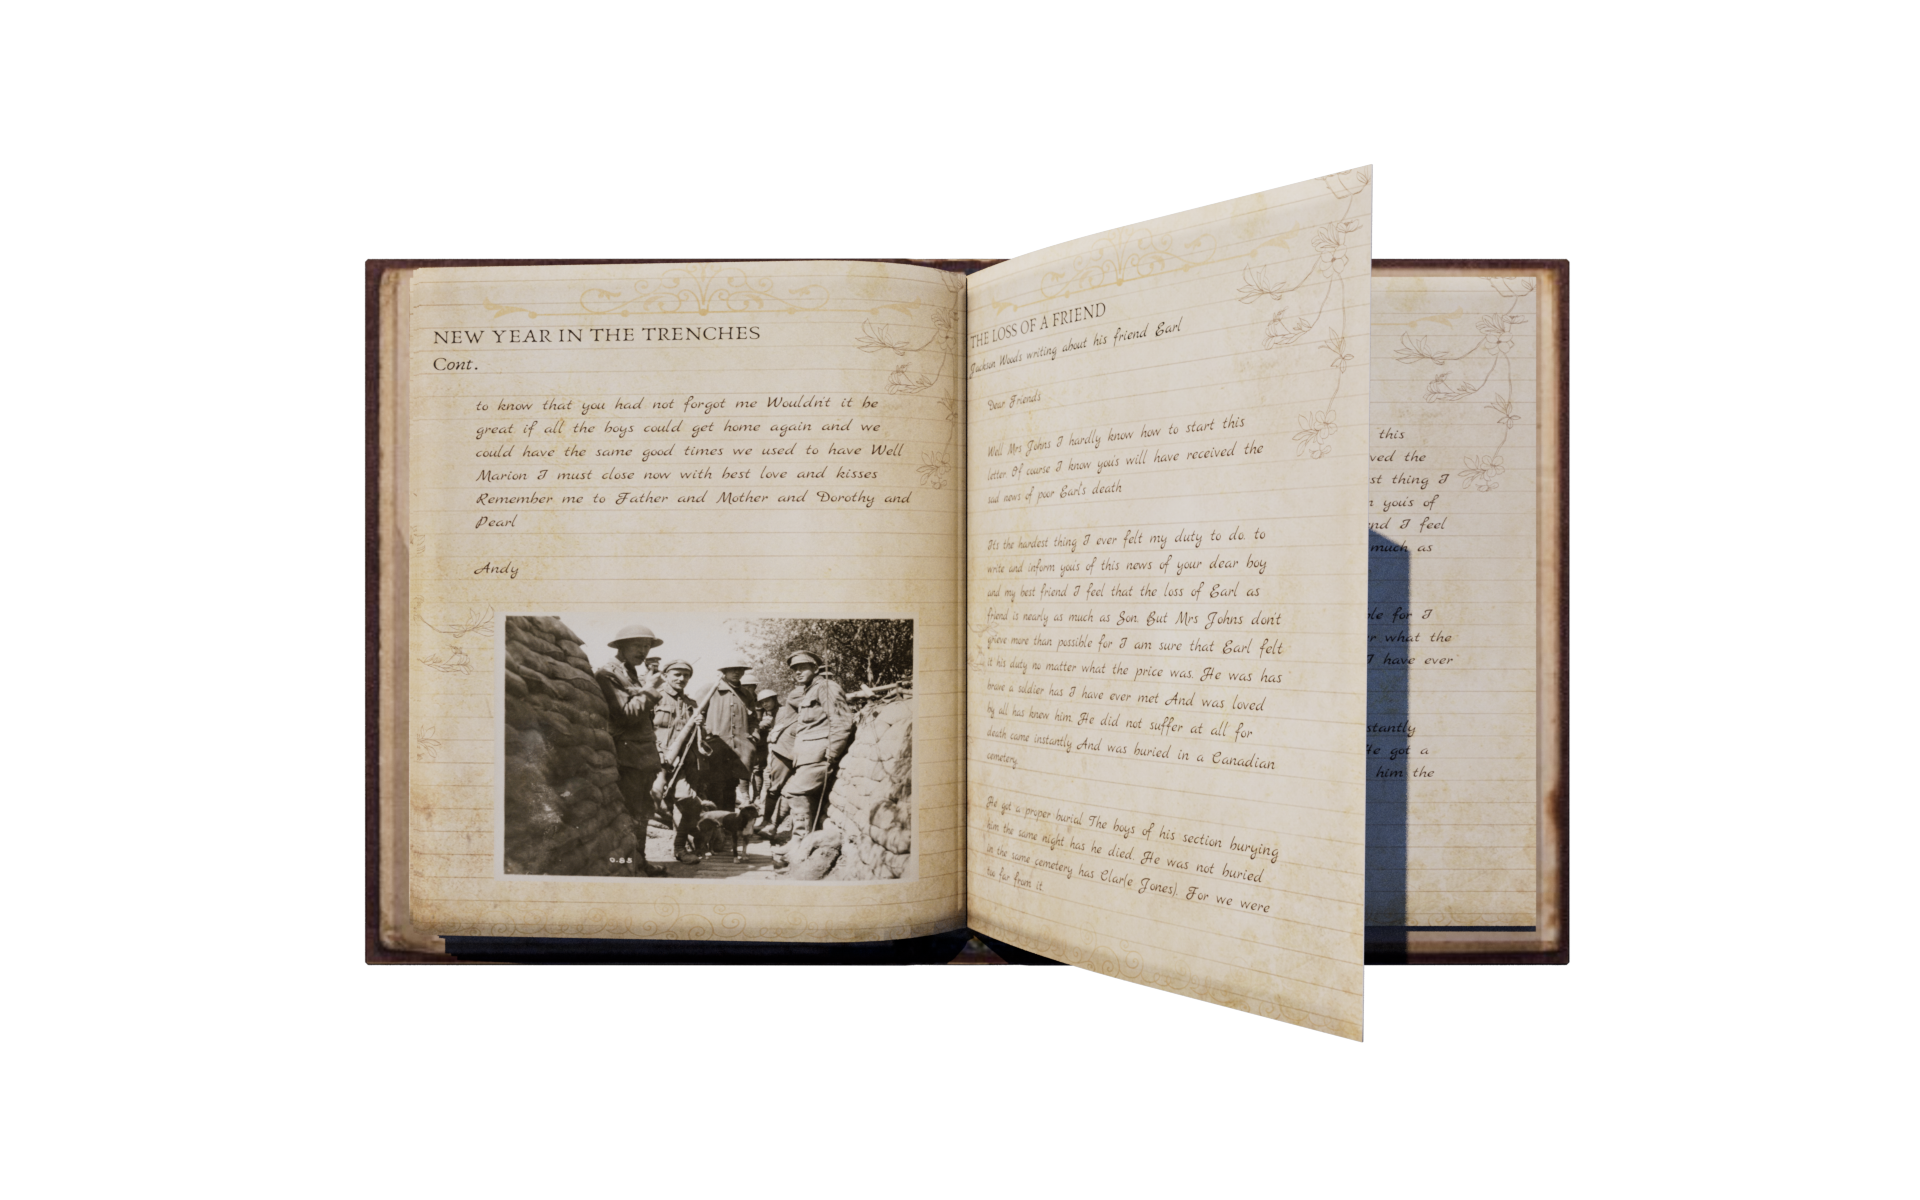 NEW YEAR IN THE TRENCHES
Cont.
to know that you had not forgot me Wouldn't it be
great if all the boys could get home again and we
could have the same good times we used to have Well
Marion I must close now with best love and kisses
Remember me to Father and Mother and Dorothy and
Pearl
Andy
0.88
THE LOSS OF A FRIEND
Jackson Woods writing about his friend Earl
Dear Friends
Well Mrs Johns I hardly know how to start this
letter. Of course I know you's will have received the
sad news of poor Earl's death
It's the hardest thing I ever felt my duty to do. to
write and inform you's of this news of your dear boy
and my best friend I feel that the loss of Earl as
friend is nearly as much as Son. But Mrs Johns don't
grieve more than possible for I am sure that Earl felt
it his duty no matter what the price was. He was has
brave a soldier has I have ever met And was loved
by all has knew him. He did not suffer at all for
death came instantly And was buried in a Canadian
cemetery
He got a proper burial The boys of his section burying
him the same night has he died. He was not buried
in the same cemetery has Clar(e Jones). For we were
too far from it
this
ved the
st thing I
you's of
nd I feel
much as
le for I
what the
I have ever
stantly
He got a
him the